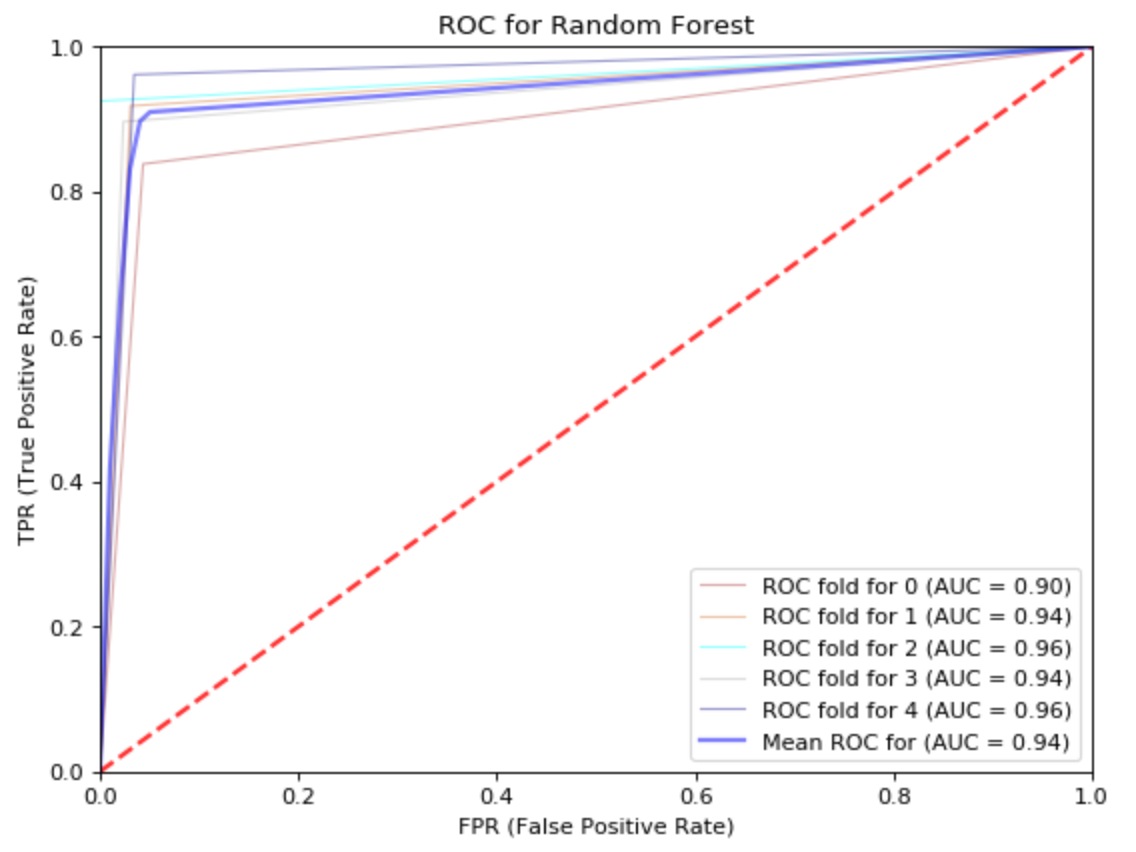 ROC for Random Forest
1.0
0.8
0.6
0.4
0.2
0.0
TPR (True Positive Rate)
ROC fold for 0 (AUC = 0.90)
ROC fold for 1 (AUC = 0.94)
ROC fold for 2 (AUC = 0.96)
ROC fold for 3 (AUC = 0.94)
ROC fold for 4 (AUC = 0.96)
Mean ROC for (AUC = 0.94)
0.0 0.2 0.4 0.6 0.8 1.0
FPR (False Positive Rate)